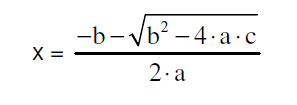 x = (-b-√(b²-4·a·c))/(2·a)